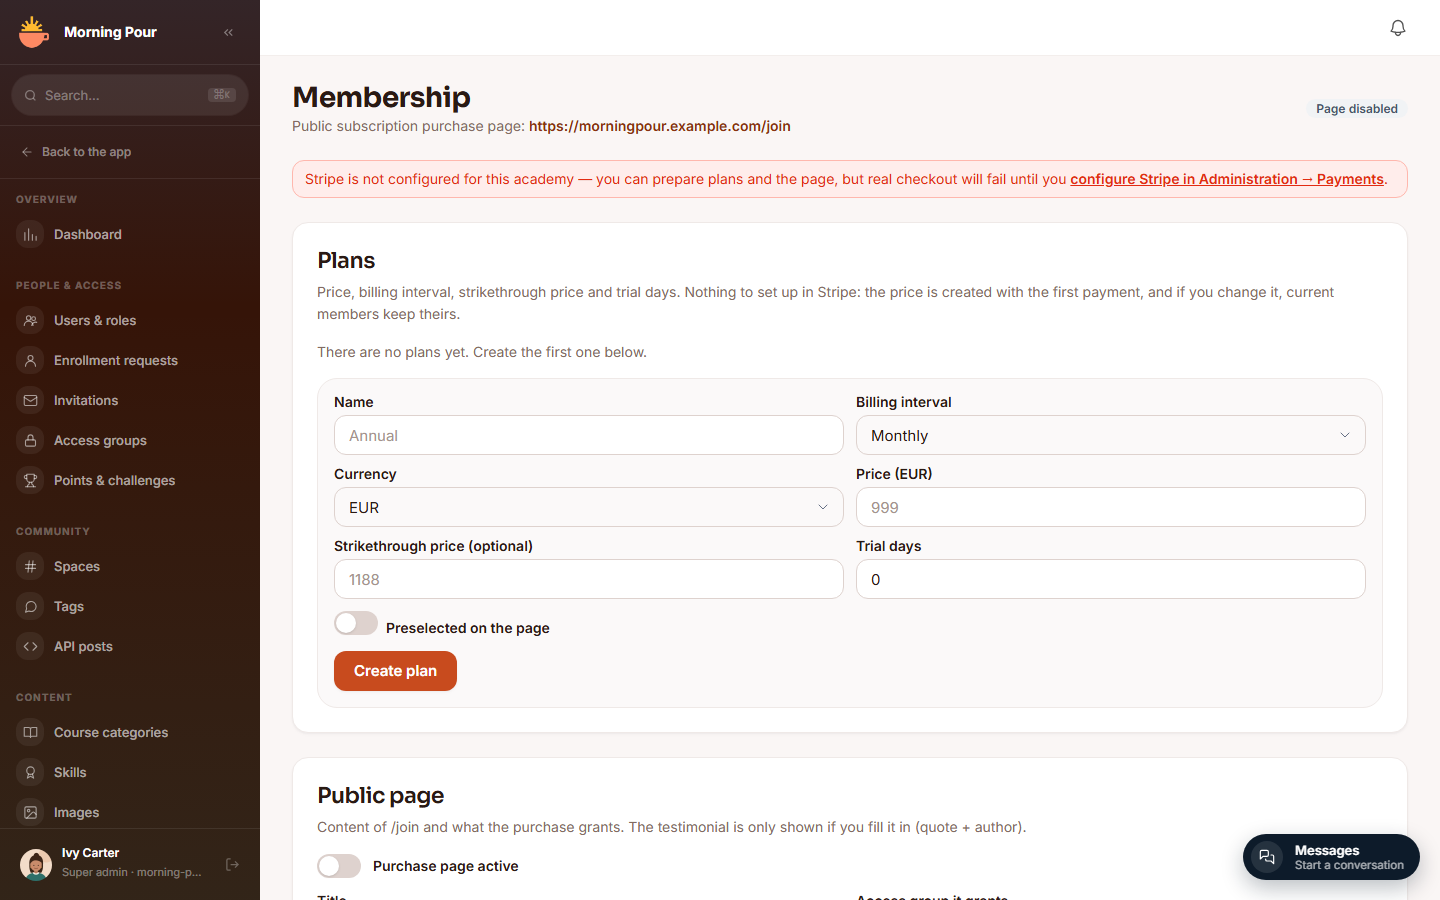 Morning Pour
Search...
⌘K
Back to the app
OVERVIEW
Dashboard
PEOPLE & ACCESS
Users & roles
Enrollment requests
Invitations
Access groups
Points & challenges
COMMUNITY
Spaces
Tags
API posts
CONTENT
Course categories
Skills
Images
Ivy Carter
Super admin · morning-p...
Membership
Public subscription purchase page: https://morningpour.example.com/join
Page disabled
Stripe is not configured for this academy — you can prepare plans and the page, but real checkout will fail until you configure Stripe in Administration → Payments.
Plans
Price, billing interval, strikethrough price and trial days. Nothing to set up in Stripe: the price is created with the first payment, and if you change it, current
members keep theirs.
There are no plans yet. Create the first one below.
Name
Annual
Billing interval
Monthly
Currency
EUR
Price (EUR)
999
Strikethrough price (optional)
1188
Trial days
0
Preselected on the page
Create plan
Public page
Content of /join and what the purchase grants. The testimonial is only shown if you fill it in (quote + author).
Purchase page active
Title
Access group it grants
Messages
Start a conversation